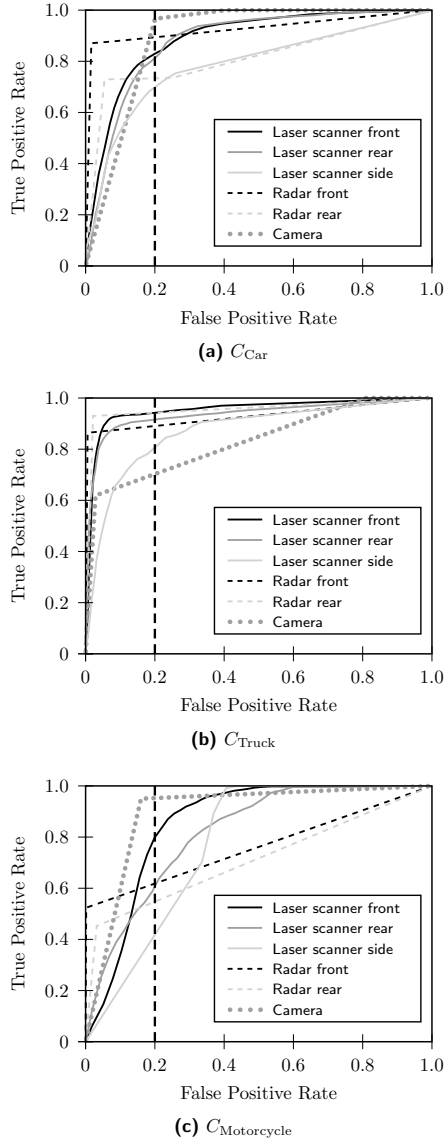 True Positive Rate
1.0
0.8
0.6
0.4
0.2
0
Laser scanner front
Laser scanner rear
Laser scanner side
Radar front
Radar rear
Camera
0 0.2 0.4 0.6 0.8 1.0
False Positive Rate
(a) C_Car
True Positive Rate
1.0
0.8
0.6
0.4
0.2
0
Laser scanner front
Laser scanner rear
Laser scanner side
Radar front
Radar rear
Camera
0 0.2 0.4 0.6 0.8 1.0
False Positive Rate
(b) C_Truck
True Positive Rate
1.0
0.8
0.6
0.4
0.2
0
Laser scanner front
Laser scanner rear
Laser scanner side
Radar front
Radar rear
Camera
0 0.2 0.4 0.6 0.8 1.0
False Positive Rate
(c) C_Motorcycle